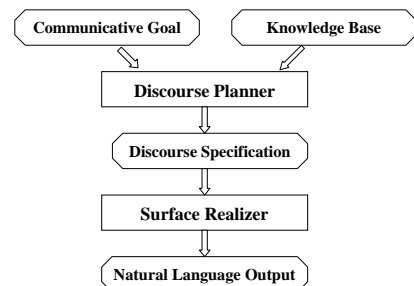 Communicative Goal
Knowledge Base
Discourse Planner
Discourse Specification
Surface Realizer
Natural Language Output